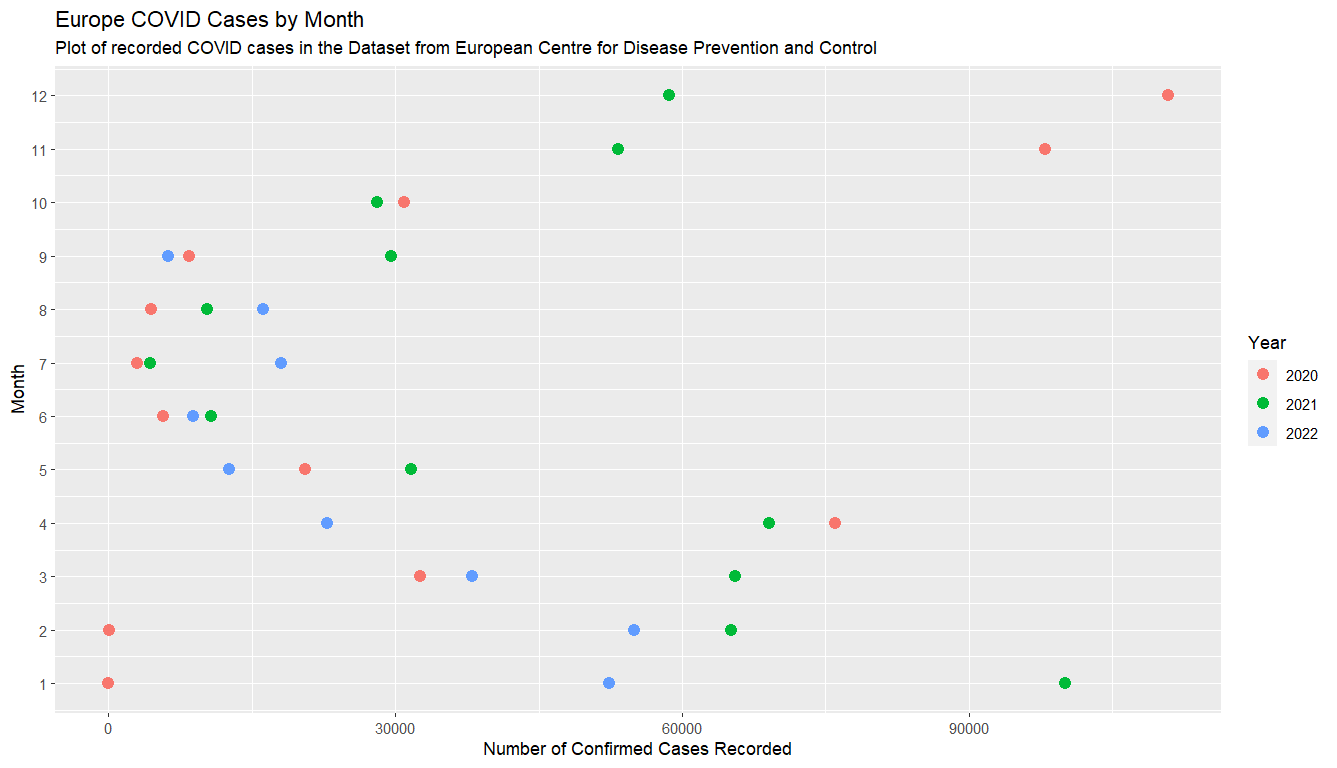 Europe COVID Cases by Month
Plot of recorded COVID cases in the Dataset from European Centre for Disease Prevention and Control
12
11
10
9
8
7
6
5
4
3
2
1
Month
0 30000 60000 90000
Number of Confirmed Cases Recorded
Year
2020
2021
2022